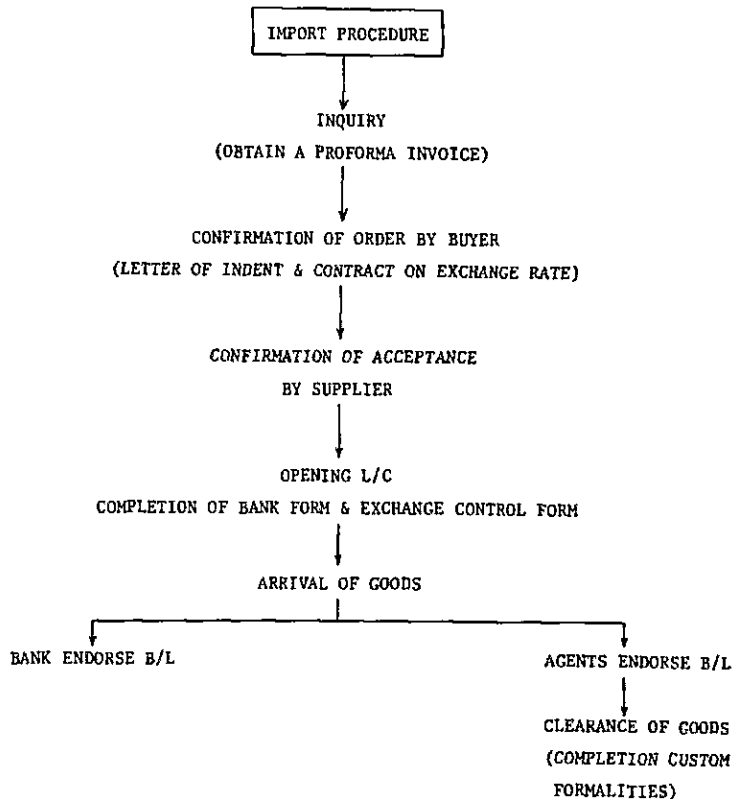 IMPORT PROCEDURE
INQUIRY
(OBTAIN A PROFORMA INVOICE)
CONFIRMATION OF ORDER BY BUYER
(LETTER OF INDENT & CONTRACT ON EXCHANGE RATE)
CONFIRMATION OF ACCEPTANCE
BY SUPPLIER
OPENING L/C
COMPLETION OF BANK FORM & EXCHANGE CONTROL FORM
ARRIVAL OF GOODS
BANK ENDORSE B/L
AGENTS ENDORSE B/L
CLEARANCE OF GOODS
(COMPLETION CUSTOM
FORMALITIES)